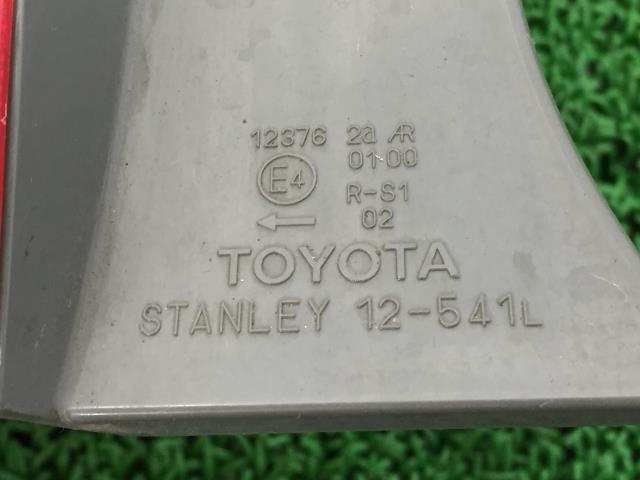 12376 2a AR
01 00
E4 R-S1
← 02
TOYOTA
STANLEY 12-541L